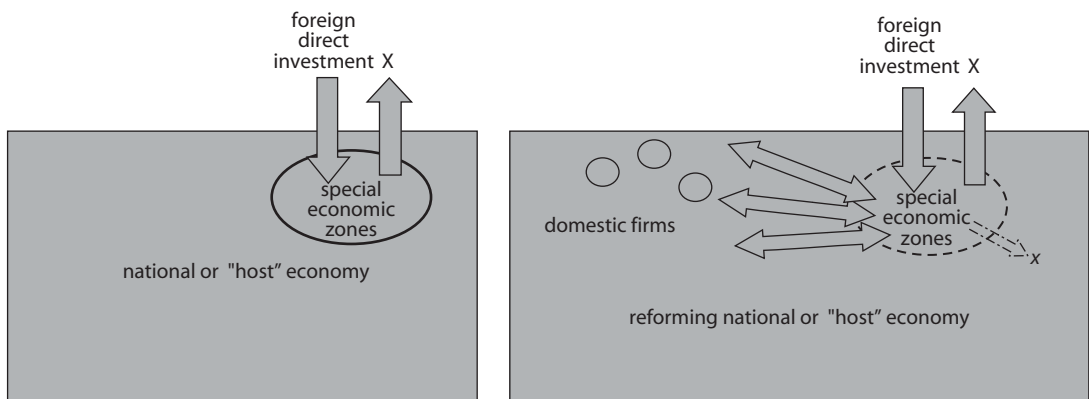 foreign
direct
investment X
special
economic
zones
national or "host" economy
foreign
direct
investment X
domestic firms
special
economic
zones
x
reforming national or "host" economy